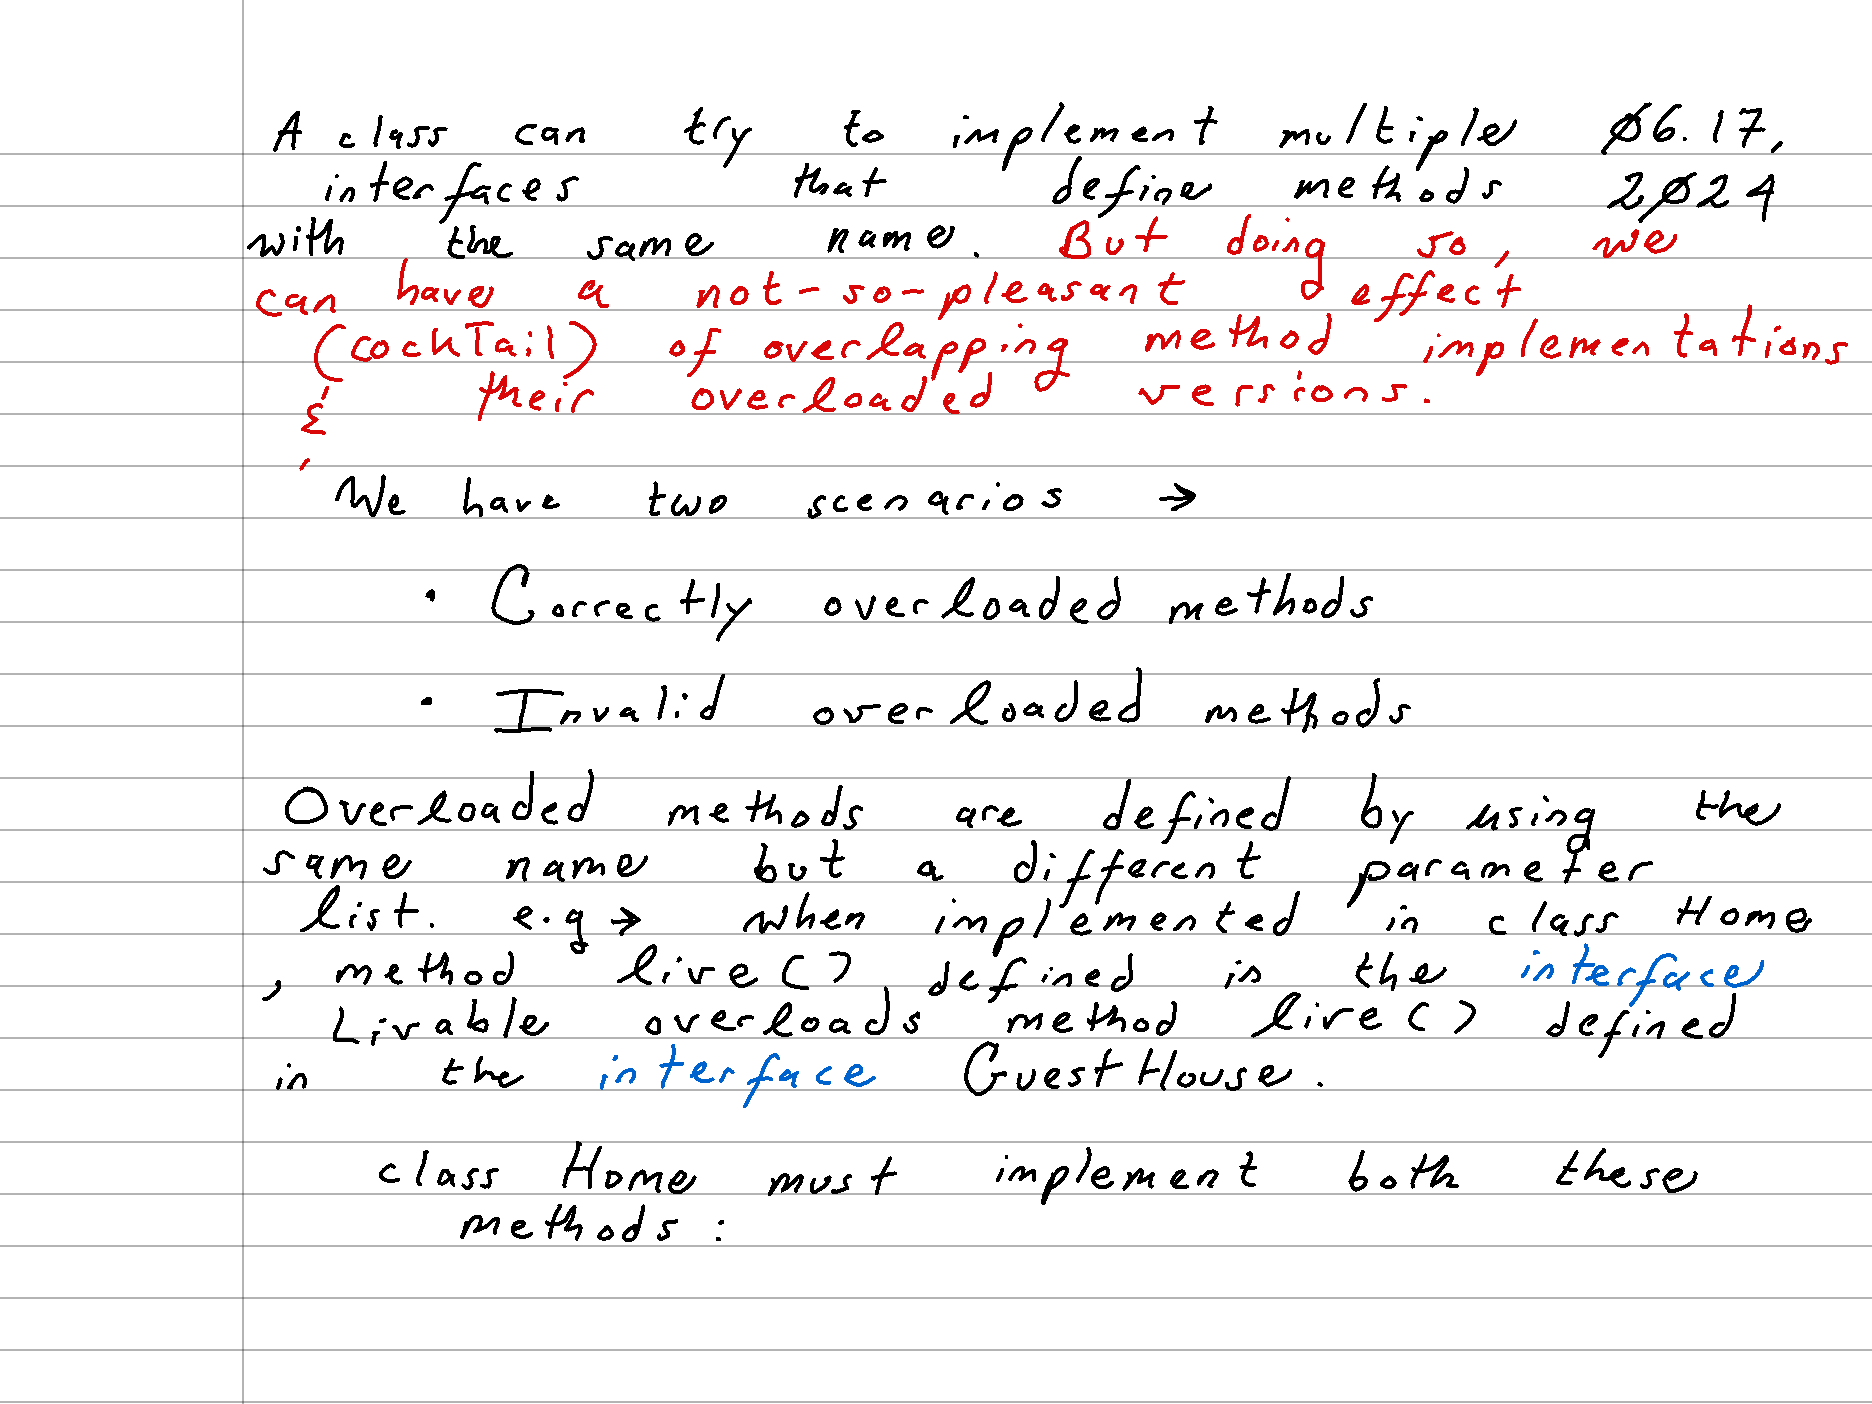 A class can try to implement multiple 06.17,
interfaces that define methods 2024
with the same name. But doing so, we
can have a not-so-pleasant effect
(cockTail) of overlapping method implementations
& their overloaded versions.
We have two scenarios →
• Correctly overloaded methods
• Invalid overloaded methods
Overloaded methods are defined by using the
same name but a different parameter
list. e.g → when implemented in class Home
, method live() defined in the interface
Livable overloads method live() defined
in the interface GuestHouse.
class Home must implement both these
methods :